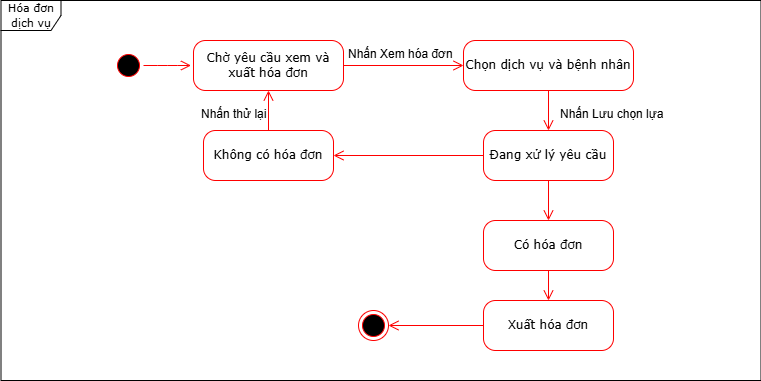 Hóa đơn
dịch vụ
Chờ yêu cầu xem và
xuất hóa đơn
Nhấn Xem hóa đơn
Chọn dịch vụ và bệnh nhân
Nhấn thử lại
Nhấn Lưu chọn lựa
Không có hóa đơn
Đang xử lý yêu cầu
Có hóa đơn
Xuất hóa đơn